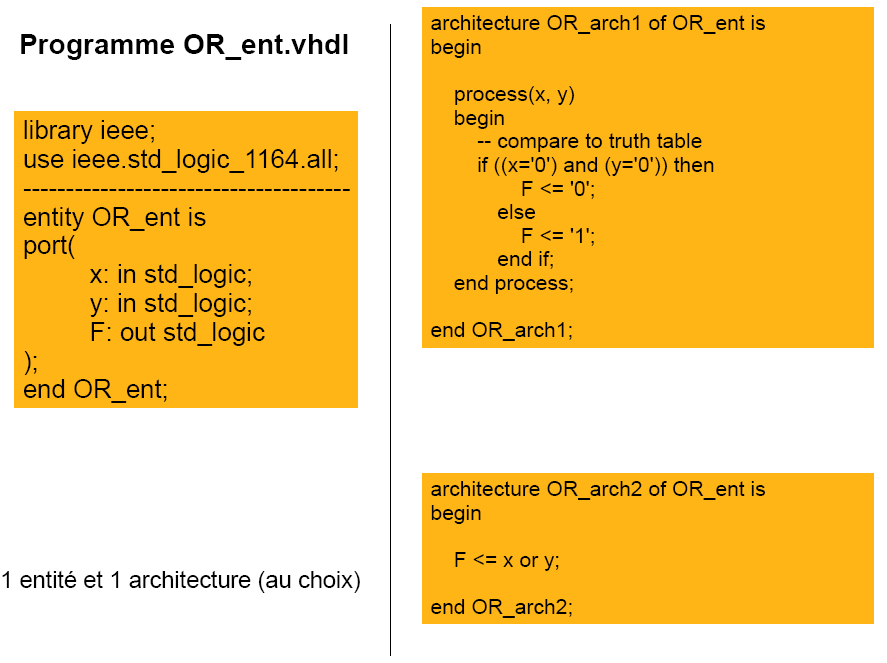 Programme OR_ent.vhdl
library ieee;
use ieee.std_logic_1164.all;
---------------------------------------
entity OR_ent is
port(
x: in std_logic;
y: in std_logic;
F: out std_logic
);
end OR_ent;
1 entité et 1 architecture (au choix)
architecture OR_arch1 of OR_ent is
begin
process(x, y)
begin
-- compare to truth table
if ((x='0') and (y='0')) then
F <= '0';
else
F <= '1';
end if;
end process;
end OR_arch1;
architecture OR_arch2 of OR_ent is
begin
F <= x or y;
end OR_arch2;